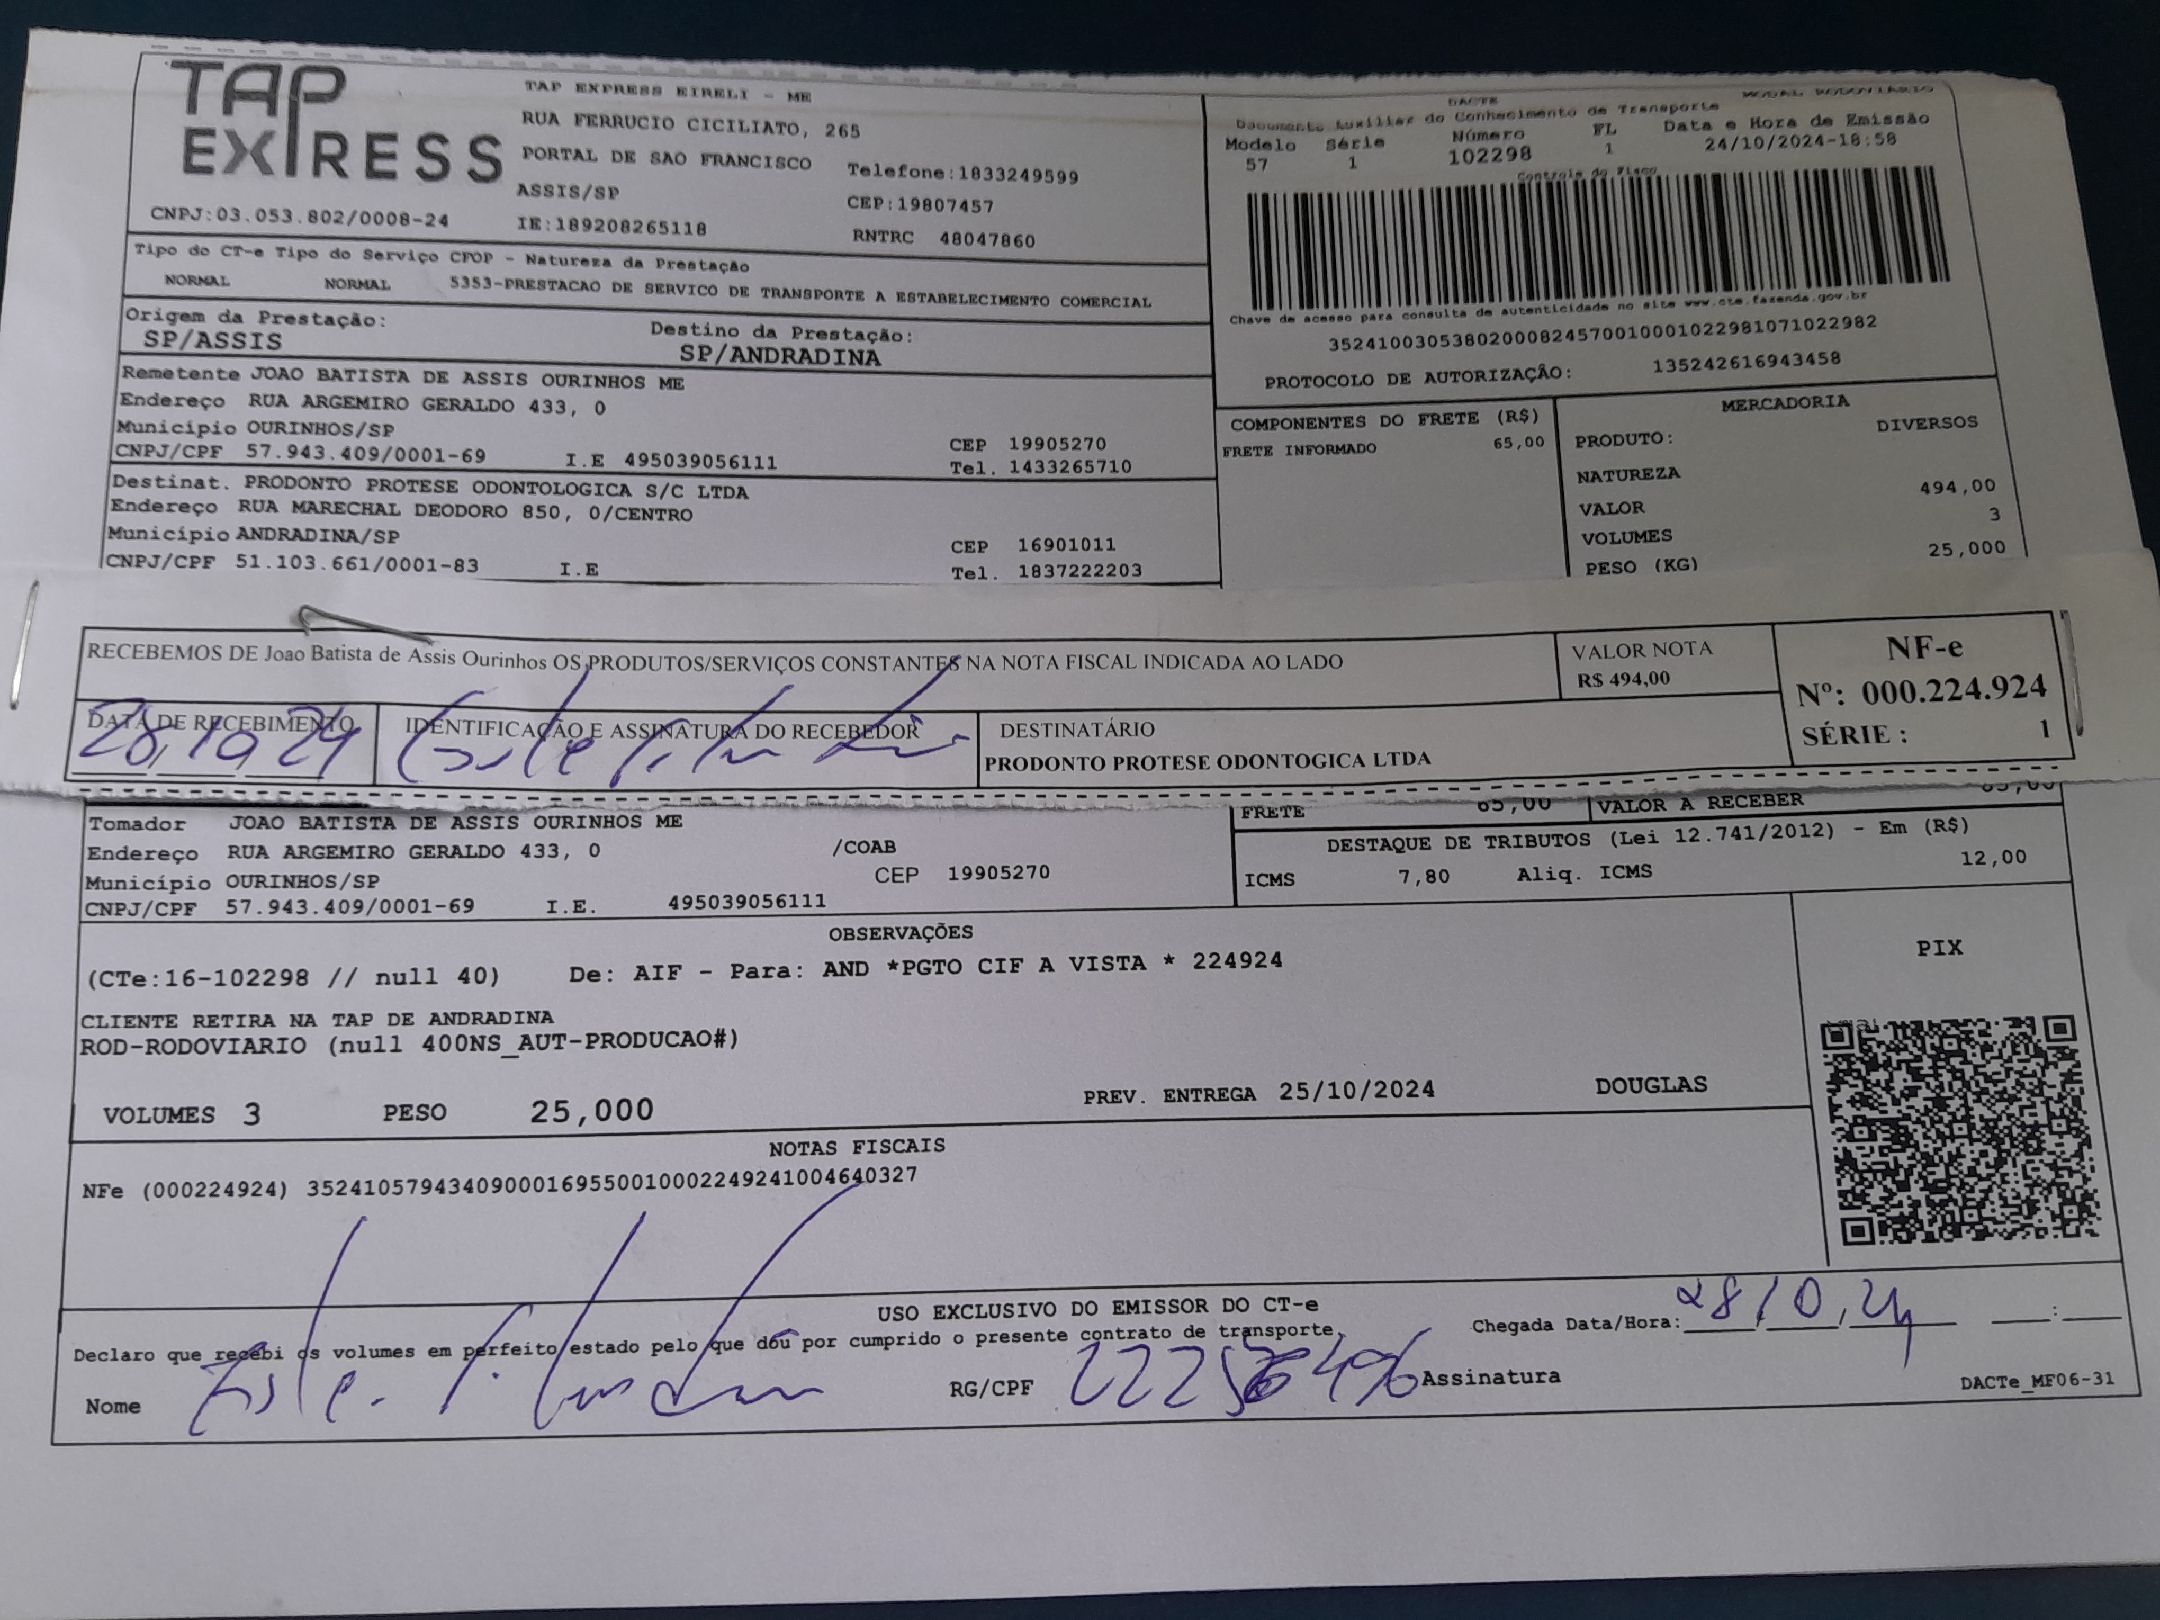 TAP EXPRESS
TAP EXPRESS EIRELI - ME
RUA FERRUCIO CICILIATO, 265
PORTAL DE SAO FRANCISCO Telefone:1833249599
ASSIS/SP CEP:19807457
CNPJ:03.053.802/0008-24 IE:189208265118 RNTRC 48047860
DACTE MODAL RODOVIÁRIO
Documento Auxiliar do Conhecimento de Transporte
Modelo Série Número FL Data e Hora de Emissão
57 1 102298 1 24/10/2024-18:58
Controle do Fisco
Chave de acesso para consulta de autenticidade no site www.cte.fazenda.gov.br
35241003053802000824570010001022981071022982
PROTOCOLO DE AUTORIZAÇÃO: 135242616943458
Tipo do CT-e Tipo do Serviço CFOP - Natureza da Prestação
NORMAL NORMAL 5353-PRESTACAO DE SERVICO DE TRANSPORTE A ESTABELECIMENTO COMERCIAL
Origem da Prestação: Destino da Prestação:
SP/ASSIS SP/ANDRADINA
Remetente JOAO BATISTA DE ASSIS OURINHOS ME
Endereço RUA ARGEMIRO GERALDO 433, 0
Município OURINHOS/SP CEP 19905270
CNPJ/CPF 57.943.409/0001-69 I.E 495039056111 Tel. 1433265710
Destinat. PRODONTO PROTESE ODONTOLOGICA S/C LTDA
Endereço RUA MARECHAL DEODORO 850, 0/CENTRO
Município ANDRADINA/SP CEP 16901011
CNPJ/CPF 51.103.661/0001-83 I.E Tel. 1837222203
COMPONENTES DO FRETE (R$)
FRETE INFORMADO 65,00
MERCADORIA
PRODUTO: DIVERSOS
NATUREZA
VALOR 494,00
VOLUMES 3
PESO (KG) 25,000
RECEBEMOS DE Joao Batista de Assis Ourinhos OS PRODUTOS/SERVIÇOS CONSTANTES NA NOTA FISCAL INDICADA AO LADO
VALOR NOTA
R$ 494,00
NF-e
Nº: 000.224.924
SÉRIE : 1
DATA DE RECEBIMENTO
28,10,24
IDENTIFICAÇÃO E ASSINATURA DO RECEBEDOR
DESTINATÁRIO
PRODONTO PROTESE ODONTOGICA LTDA
FRETE 65,00 VALOR A RECEBER 65,00
Tomador JOAO BATISTA DE ASSIS OURINHOS ME
Endereço RUA ARGEMIRO GERALDO 433, 0 /COAB
Município OURINHOS/SP CEP 19905270
CNPJ/CPF 57.943.409/0001-69 I.E. 495039056111
DESTAQUE DE TRIBUTOS (Lei 12.741/2012) - Em (R$)
ICMS 7,80 Aliq. ICMS 12,00
OBSERVAÇÕES
(CTe:16-102298 // null 40) De: AIF - Para: AND *PGTO CIF A VISTA * 224924
CLIENTE RETIRA NA TAP DE ANDRADINA
ROD-RODOVIARIO (null 400NS_AUT-PRODUCAO#)
VOLUMES 3 PESO 25,000 PREV. ENTREGA 25/10/2024 DOUGLAS
PIX
NOTAS FISCAIS
NFe (000224924) 35241057943409000169550010002249241004640327
USO EXCLUSIVO DO EMISSOR DO CT-e
Declaro que recebi os volumes em perfeito estado pelo que dou por cumprido o presente contrato de transporte.
Chegada Data/Hora: 28/10,24 :
Nome RG/CPF Assinatura
DACTe_MF06-31